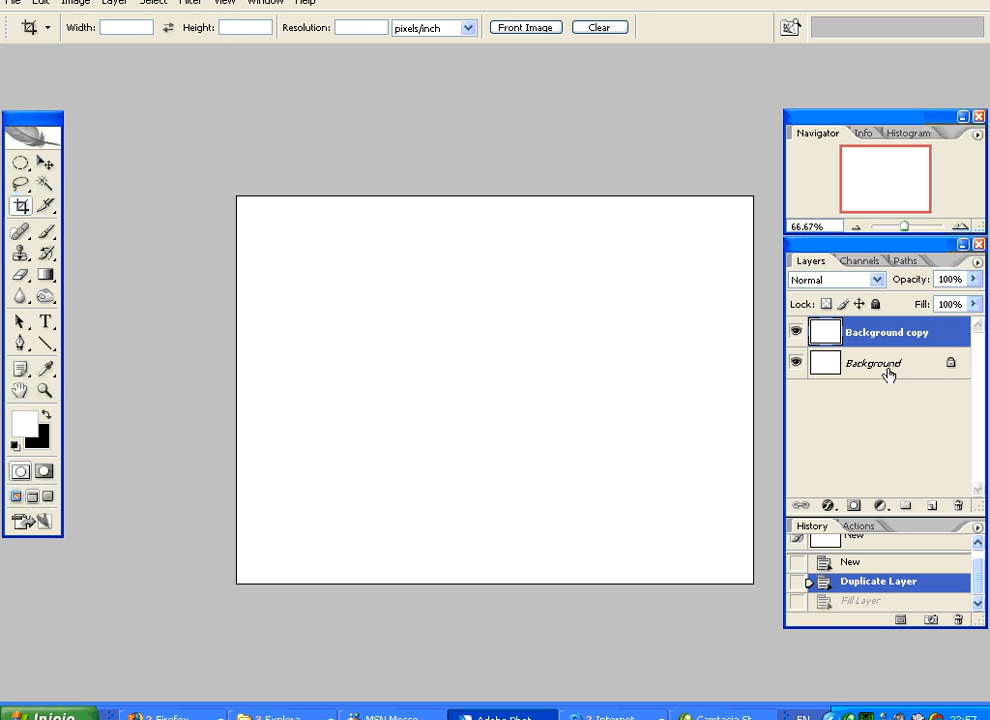 File Edit Image Layer Select Filter View Window Help
Width: Height: Resolution: pixels/inch Front Image Clear
Navigator Info Histogram
66.67%
Layers Channels Paths
Normal Opacity: 100%
Lock: Fill: 100%
Background copy
Background
History Actions
New
New
Duplicate Layer
Fill Layer
Inicio 2 Firefox 3 Explora... MSN Messe Adobe Phot 2 Internet Camtasia St EN 22:57